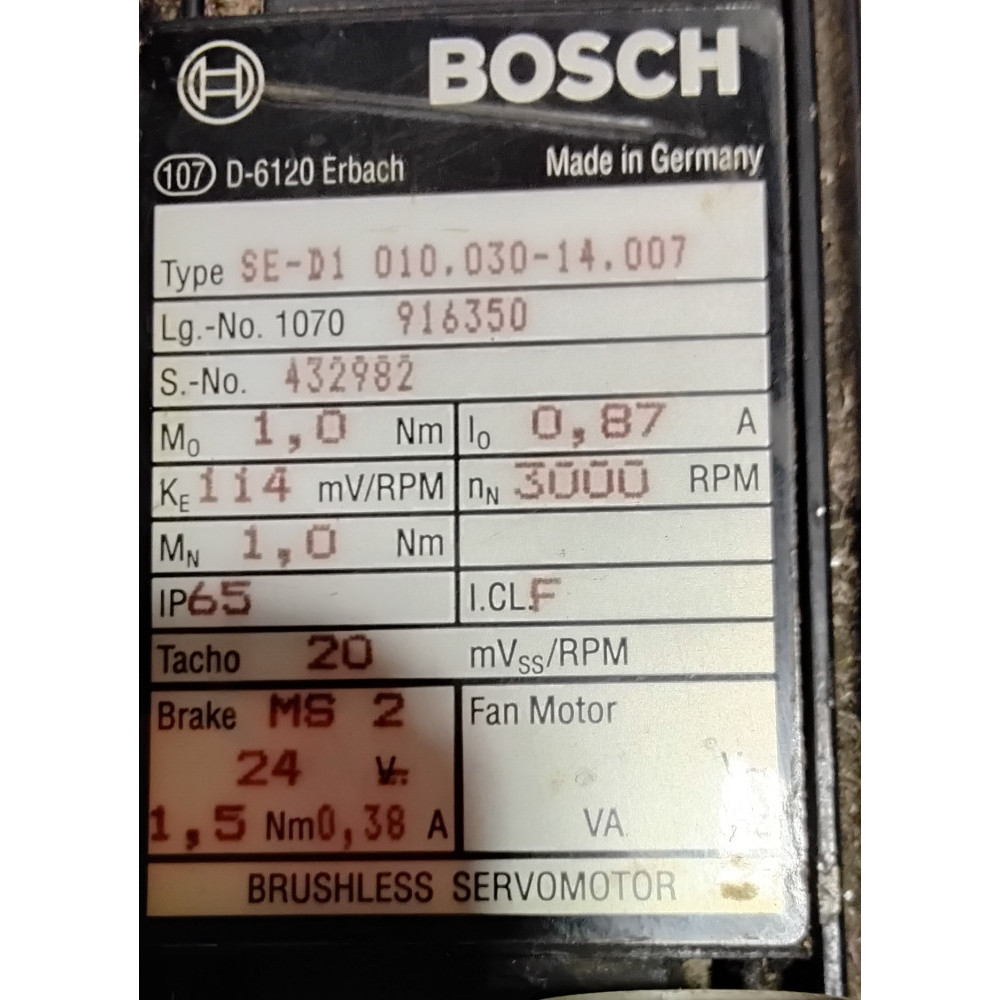 BOSCH
107 D-6120 Erbach Made in Germany
Type SE-D1 010.030-14.007
Lg.-No. 1070 916350
S.-No. 432982
M0 1,0 Nm I0 0,87 A
KE 114 mV/RPM nN 3000 RPM
MN 1,0 Nm
IP65 I.CL.F
Tacho 20 mVSS/RPM
Brake MS 2 Fan Motor
24 V
1,5 Nm 0,38 A VA
BRUSHLESS SERVOMOTOR